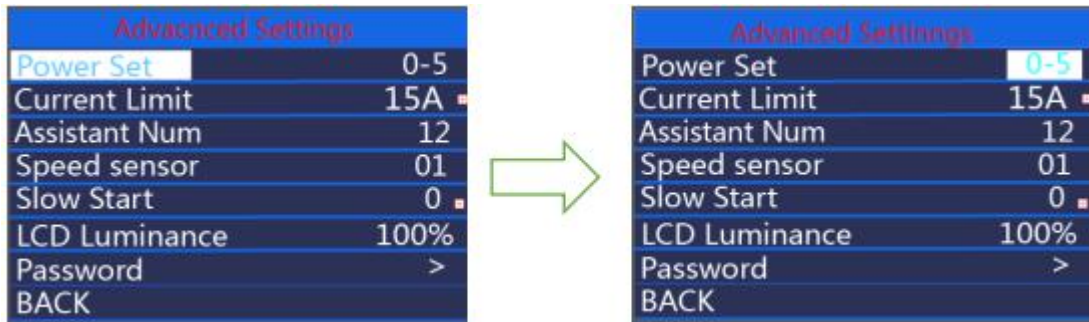 Advacnced Settings
Power Set 0-5
Current Limit 15A
Assistant Num 12
Speed sensor 01
Slow Start 0
LCD Luminance 100%
Password >
BACK
Advanced Settinngs
Power Set 0-5
Current Limit 15A
Assistant Num 12
Speed sensor 01
Slow Start 0
LCD Luminance 100%
Password >
BACK